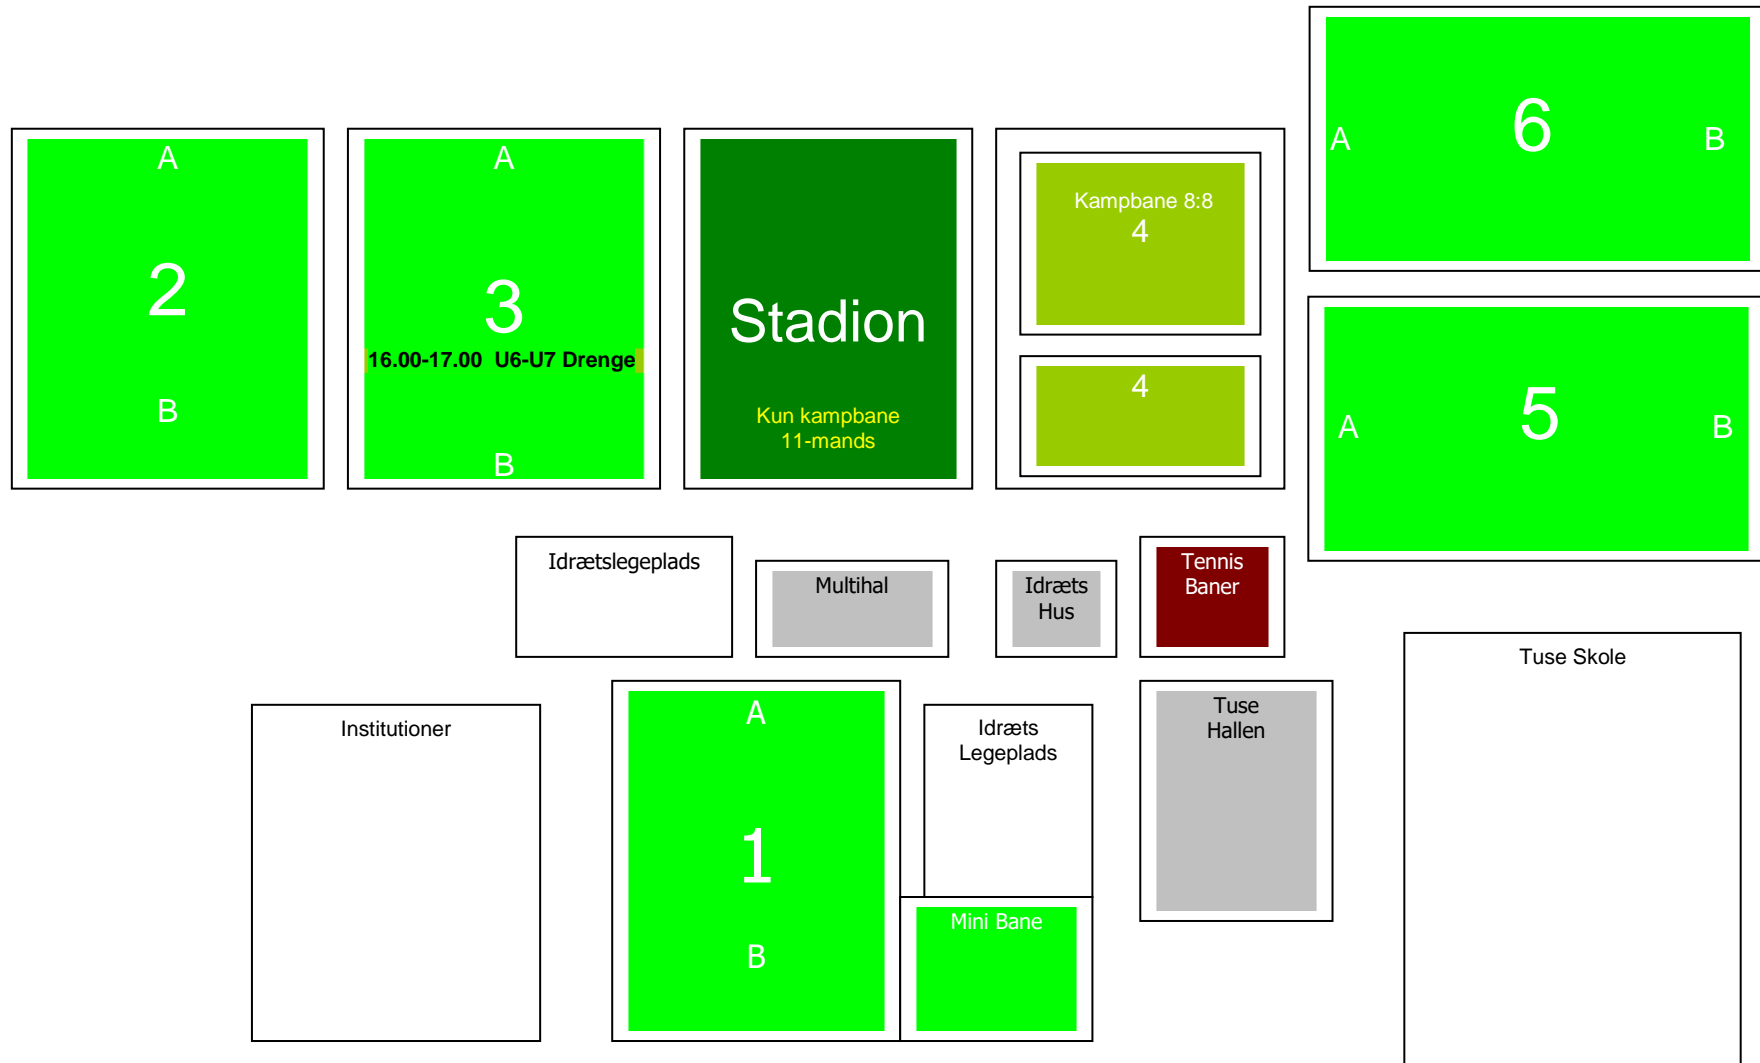 6
A
B
A
A
Kampbane 8:8
4
2
3
Stadion
16.00-17.00  U6-U7 Drenge
4
B
B
Kun kampbane
11-mands
5
A
B
Idrætslegeplads
Multihal
Idræts
Hus
Tennis
Baner
Tuse Skole
Institutioner
A
1
B
Idræts
Legeplads
Mini Bane
Tuse
Hallen